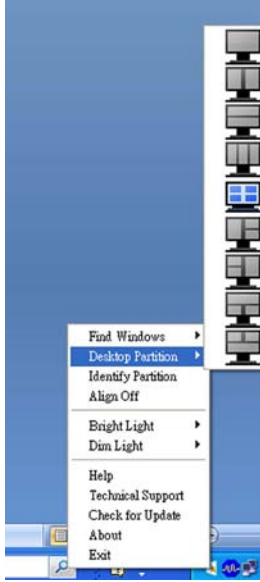 Find Windows
Desktop Partition
Identify Partition
Align Off
Bright Light
Dim Light
Help
Technical Support
Check for Update
About
Exit